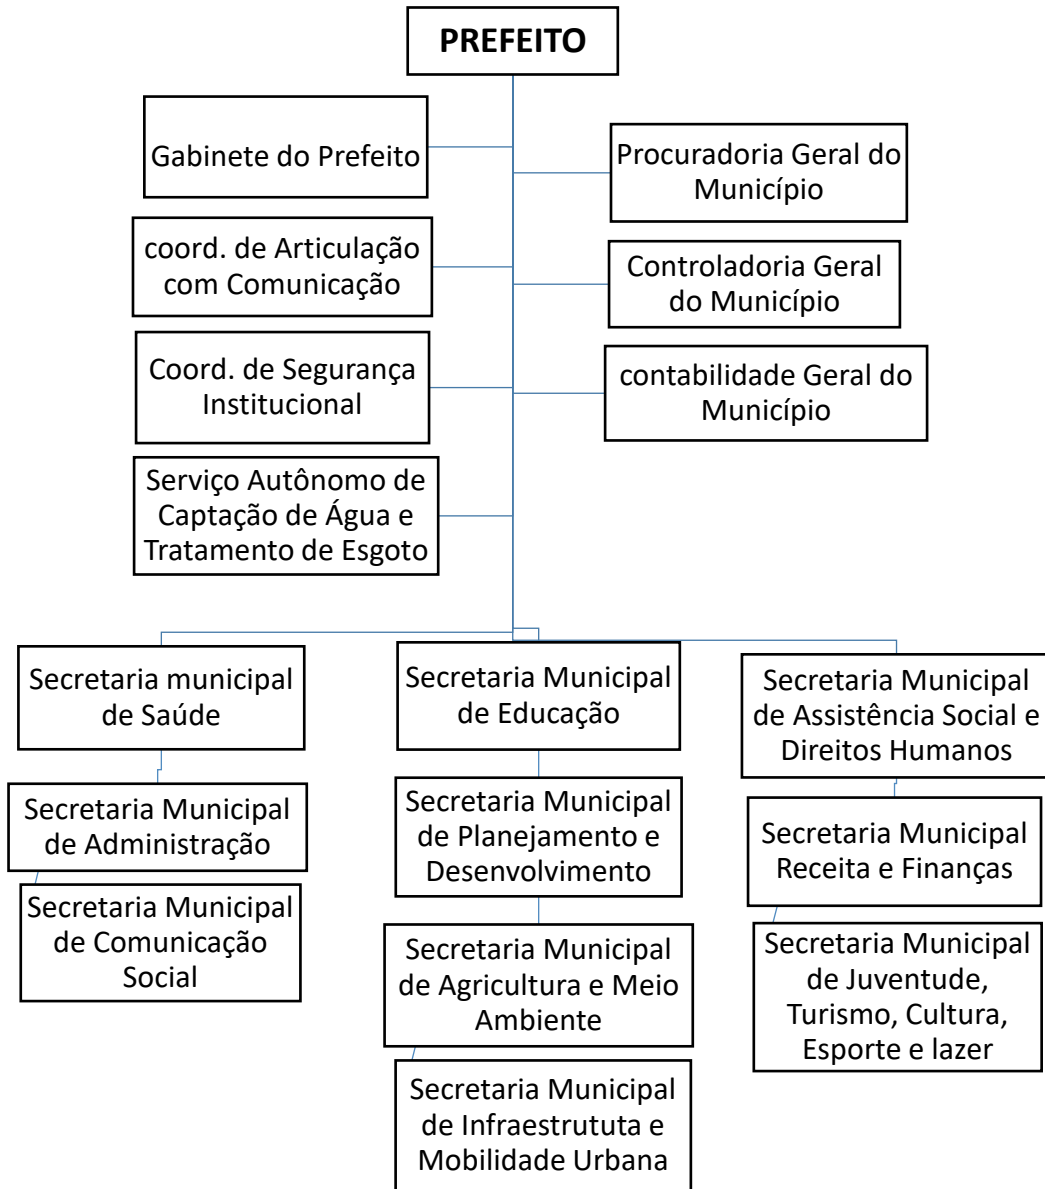 PREFEITO
Gabinete do Prefeito
Procuradoria Geral do
Município
coord. de Articulação
com Comunicação
Controladoria Geral
do Município
Coord. de Segurança
Institucional
contabilidade Geral do
Município
Serviço Autônomo de
Captação de Água e
Tratamento de Esgoto
Secretaria municipal
de Saúde
Secretaria Municipal
de Educação
Secretaria Municipal
de Assistência Social e
Direitos Humanos
Secretaria Municipal
de Administração
Secretaria Municipal
de Planejamento e
Desenvolvimento
Secretaria Municipal
Receita e Finanças
Secretaria Municipal
de Comunicação
Social
Secretaria Municipal
de Agricultura e Meio
Ambiente
Secretaria Municipal
de Juventude,
Turismo, Cultura,
Esporte e lazer
Secretaria Municipal
de Infraestrututa e
Mobilidade Urbana